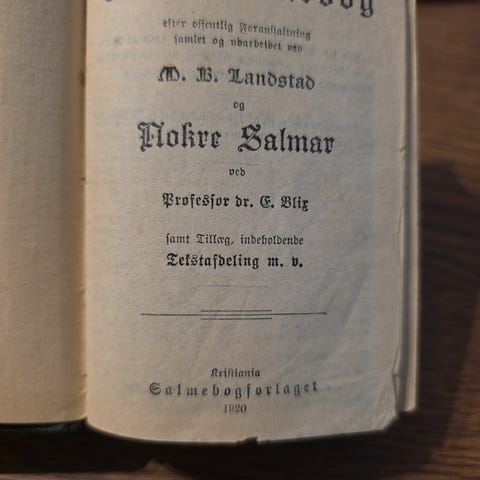 efter offentlig Foranstaltning
samlet og udarbeidet ved
M. B. Landstad
og
Nokre Salmar
ved
Professor dr. E. Blix
samt Tillæg, indeholdende
Tekstafdeling m. v.
Kristiania
Salmebogforlaget
1920